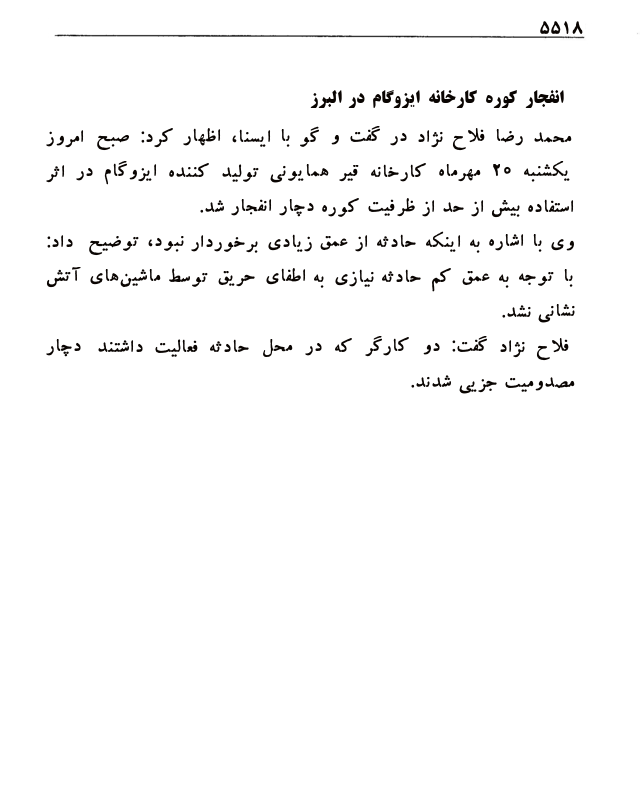 ۵۵۱۸
انفجار کوره کارخانه ایزوگام در البرز
محمد رضا فلاح نژاد در گفت و گو با ایسنا، اظهار کرد: صبح امروز
یکشنبه ۲۰ مهرماه کارخانه قیر همایونی تولید کننده ایزوگام در اثر
استفاده بیش از حد از ظرفیت کوره دچار انفجار شد.
وی با اشاره به اینکه حادثه از عمق زیادی برخوردار نبود، توضیح داد:
با توجه به عمق کم حادثه نیازی به اطفای حریق توسط ماشین‌های آتش
نشانی نشد.
فلاح نژاد گفت: دو کارگر که در محل حادثه فعالیت داشتند دچار
مصدومیت جزیی شدند.